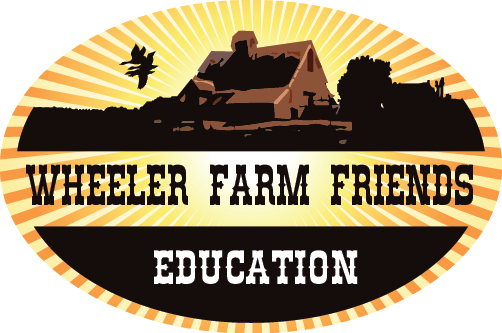 WHEELER FARM FRIENDS
EDUCATION